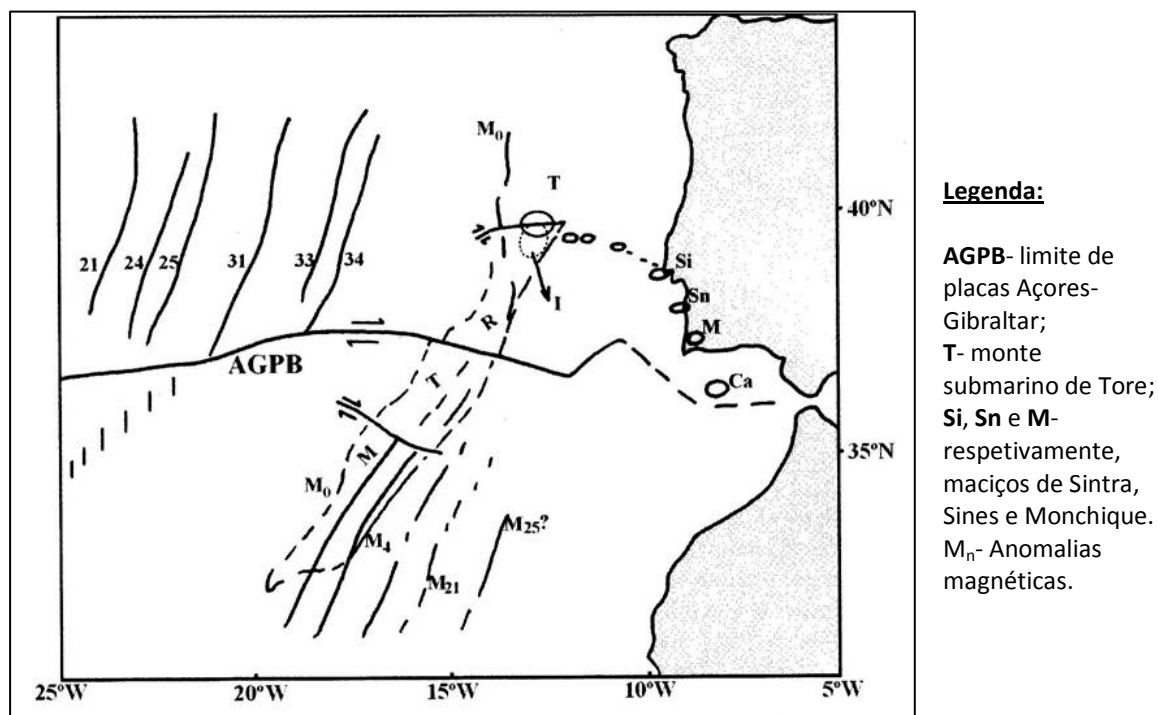 M₀
T
40ºN
21
24
25
31
33
34
Si
I
Sn
R
M
AGPB
T
Ca
M
35ºN
M₀
M₂₅?
M₄
M₂₁
25ºW
20ºW
15ºW
10ºW
5ºW
Legenda:
AGPB- limite de
placas Açores-
Gibraltar;
T- monte
submarino de Tore;
Si, Sn e M-
respetivamente,
maciços de Sintra,
Sines e Monchique.
Mₙ- Anomalias
magnéticas.